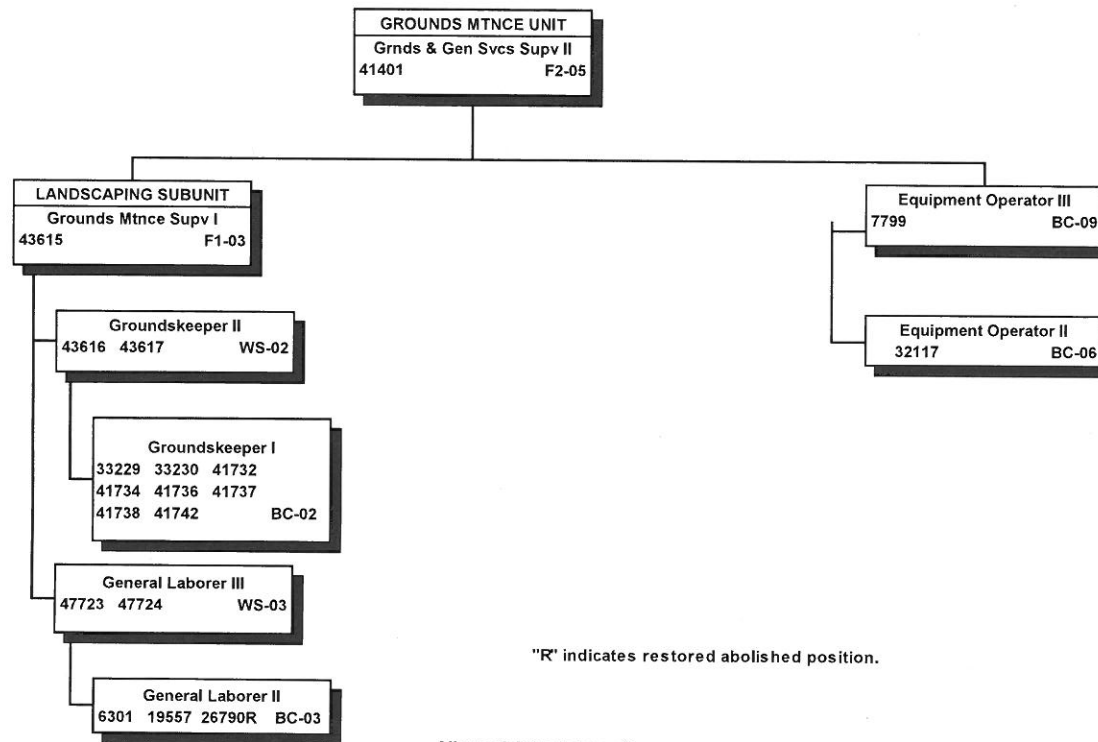 GROUNDS MTNCE UNIT
Grnds & Gen Svcs Supv II
41401 F2-05
LANDSCAPING SUBUNIT
Grounds Mtnce Supv I
43615 F1-03
Groundskeeper II
43616 43617 WS-02
Groundskeeper I
33229 33230 41732
41734 41736 41737
41738 41742 BC-02
General Laborer III
47723 47724 WS-03
General Laborer II
6301 19557 26790R BC-03
Equipment Operator III
7799 BC-09
Equipment Operator II
32117 BC-06
"R" indicates restored abolished position.